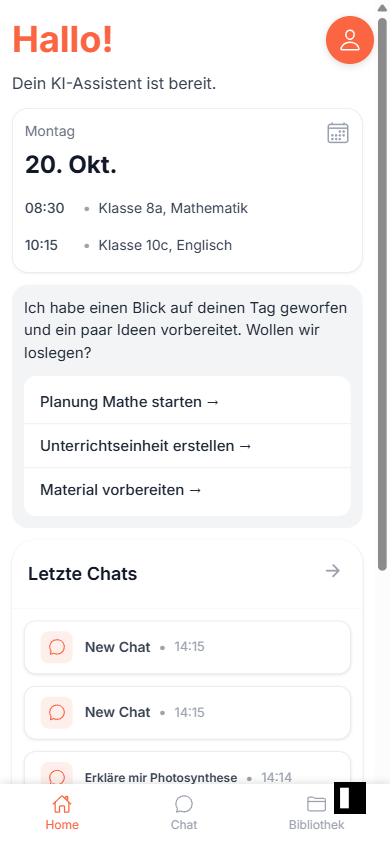 Hallo!
Dein KI-Assistent ist bereit.
Montag
20. Okt.
08:30 • Klasse 8a, Mathematik
10:15 • Klasse 10c, Englisch
Ich habe einen Blick auf deinen Tag geworfen
und ein paar Ideen vorbereitet. Wollen wir
loslegen?
Planung Mathe starten →
Unterrichtseinheit erstellen →
Material vorbereiten →
Letzte Chats
New Chat • 14:15
New Chat • 14:15
Erkläre mir Photosynthese • 14:14
Home
Chat
Bibliothek